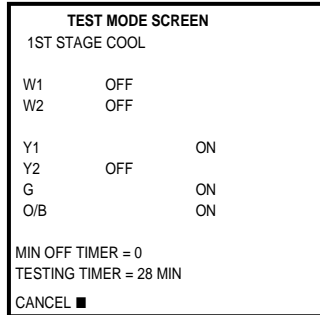 TEST MODE SCREEN
1ST STAGE COOL
W1 OFF
W2 OFF
Y1 ON
Y2 OFF
G ON
O/B ON
MIN OFF TIMER = 0
TESTING TIMER = 28 MIN
CANCEL ■